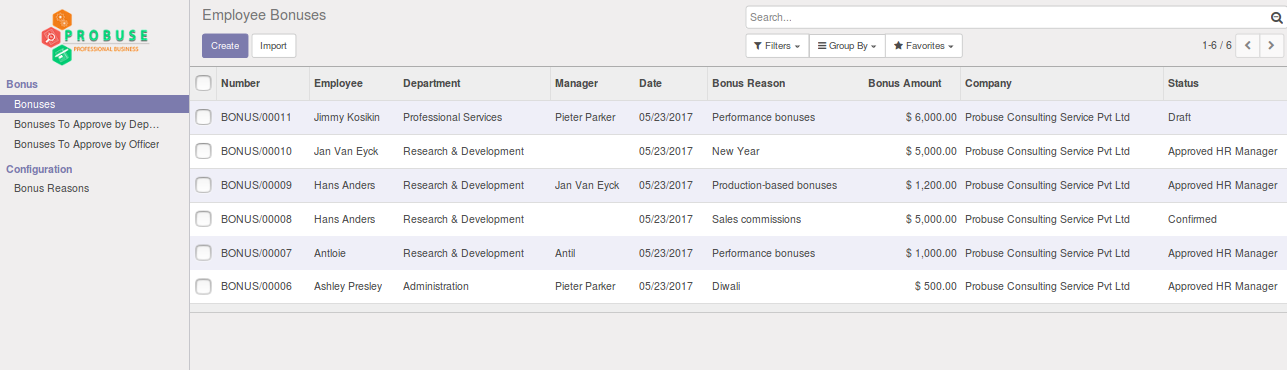 PROBUSE
PROFESSIONAL BUSINESS
Bonus
Bonuses
Bonuses To Approve by Dep...
Bonuses To Approve by Officer
Configuration
Bonus Reasons
Employee Bonuses
Search...
Create Import
Filters Group By Favorites 1-6 / 6
Number Employee Department Manager Date Bonus Reason Bonus Amount Company Status
BONUS/00011 Jimmy Kosikin Professional Services Pieter Parker 05/23/2017 Performance bonuses $ 6,000.00 Probuse Consulting Service Pvt Ltd Draft
BONUS/00010 Jan Van Eyck Research & Development 05/23/2017 New Year $ 5,000.00 Probuse Consulting Service Pvt Ltd Approved HR Manager
BONUS/00009 Hans Anders Research & Development Jan Van Eyck 05/23/2017 Production-based bonuses $ 1,200.00 Probuse Consulting Service Pvt Ltd Approved HR Manager
BONUS/00008 Hans Anders Research & Development 05/23/2017 Sales commissions $ 5,000.00 Probuse Consulting Service Pvt Ltd Confirmed
BONUS/00007 Antloie Research & Development Antil 05/23/2017 Performance bonuses $ 1,000.00 Probuse Consulting Service Pvt Ltd Approved HR Manager
BONUS/00006 Ashley Presley Administration Pieter Parker 05/23/2017 Diwali $ 500.00 Probuse Consulting Service Pvt Ltd Approved HR Manager